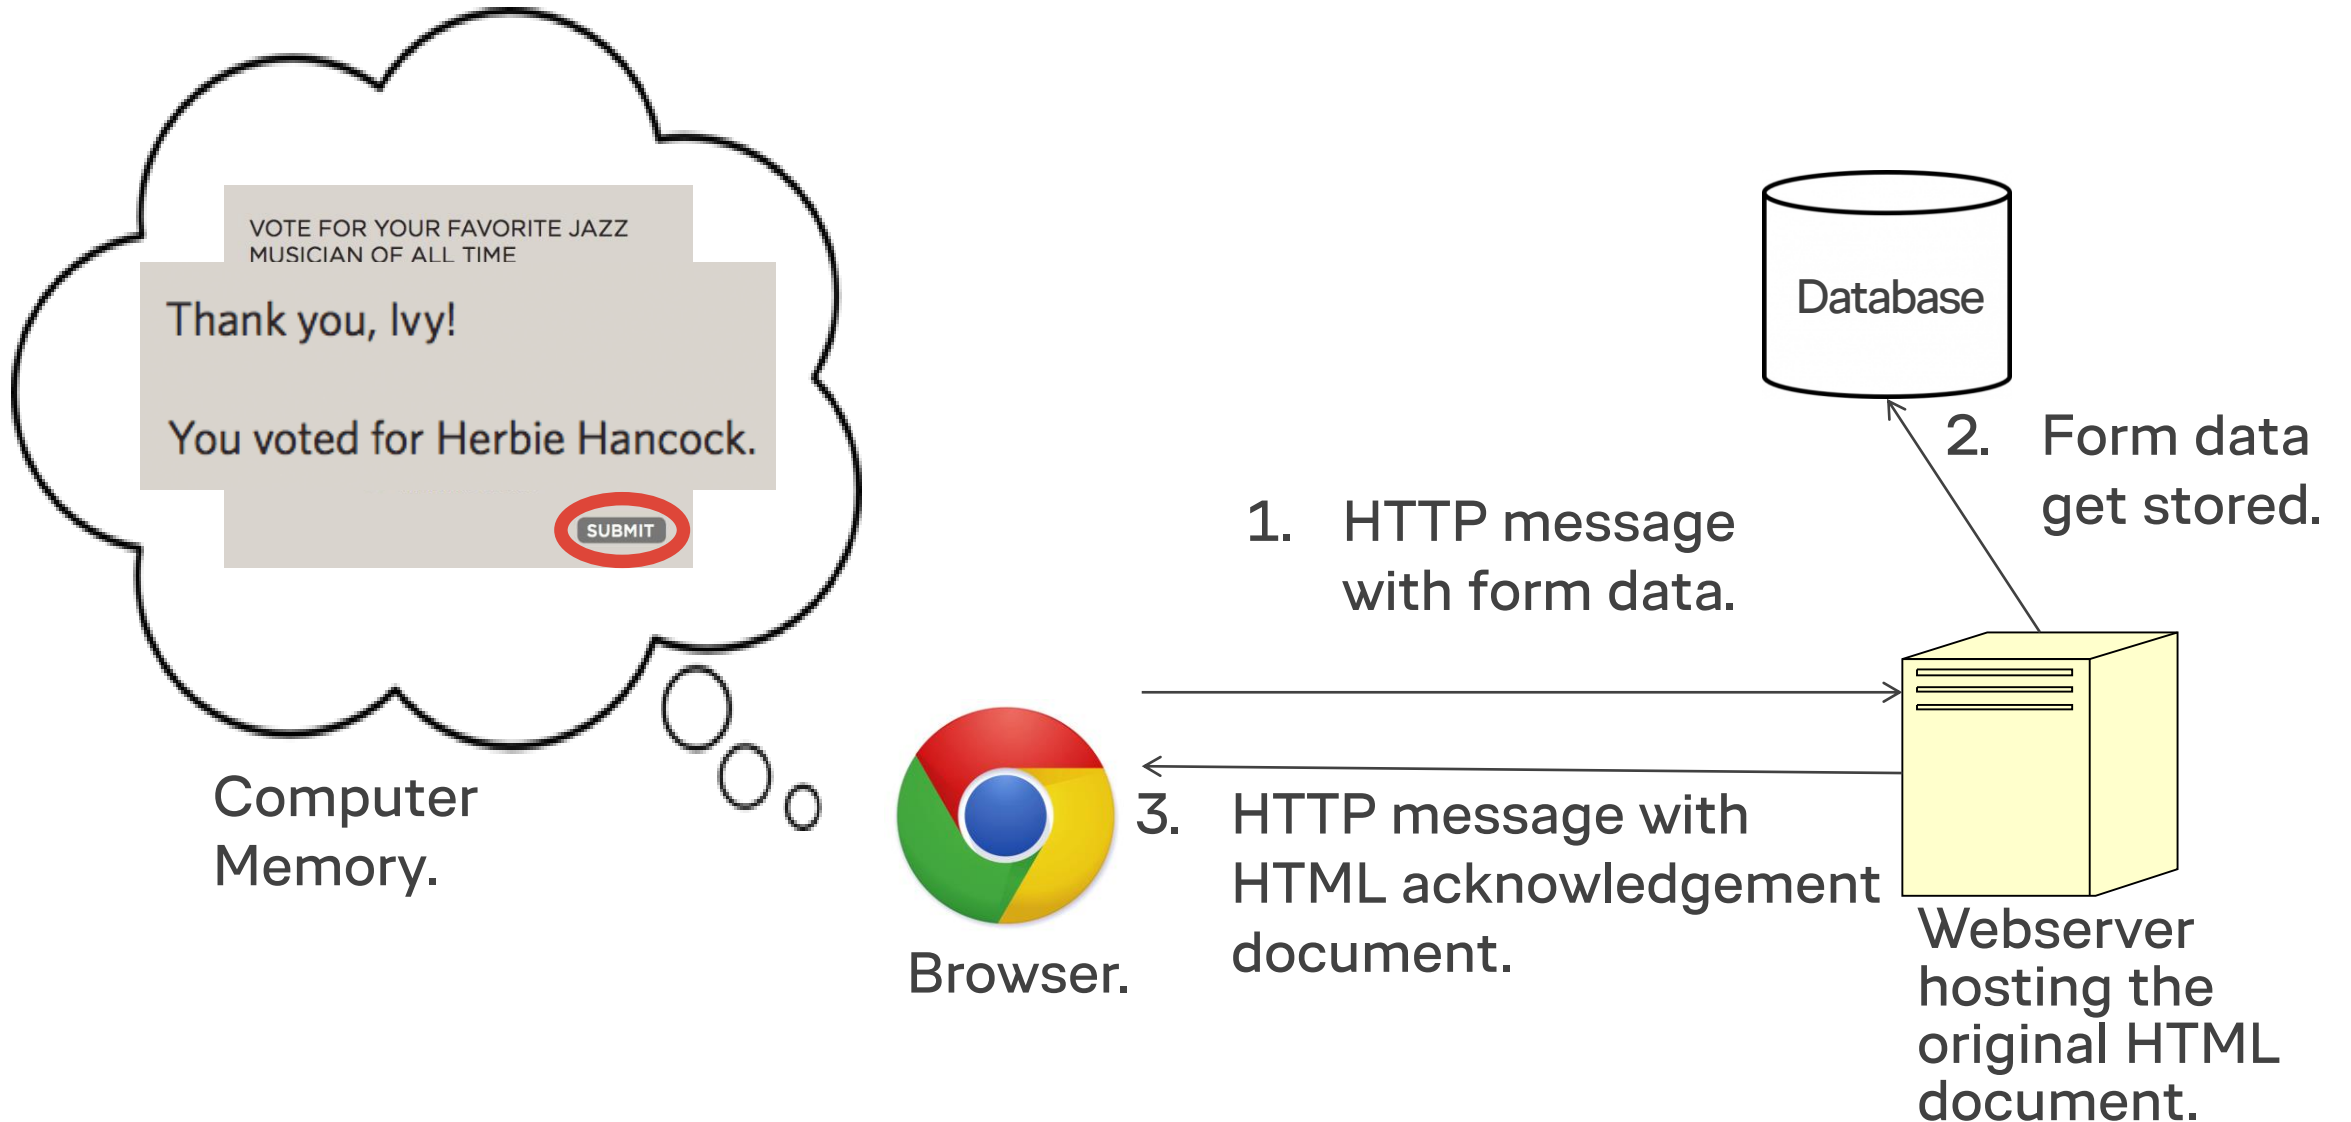 VOTE FOR YOUR FAVORITE JAZZ
MUSICIAN OF ALL TIME
Thank you, Ivy!
You voted for Herbie Hancock.
SUBMIT
Computer
Memory.
Browser.
1. HTTP message
with form data.
Database
2. Form data
get stored.
3. HTTP message with
HTML acknowledgement
document.
Webserver
hosting the
original HTML
document.